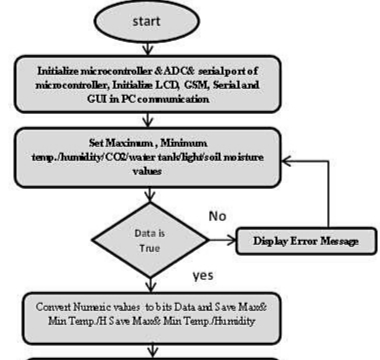 start
Initialize microcontroller &ADC& serial port of
microcontroller, Initialize LCD, GSM, Serial and
GUI in PC communication
Set Maximum , Minimum
temp./humidity/CO2/water tank/light/soil moisture
values
No
Data is
True
Display Error Message
yes
Convert Numeric values to bits Data and Save Max&
Min Temp./H Save Max& Min Temp./Humidity